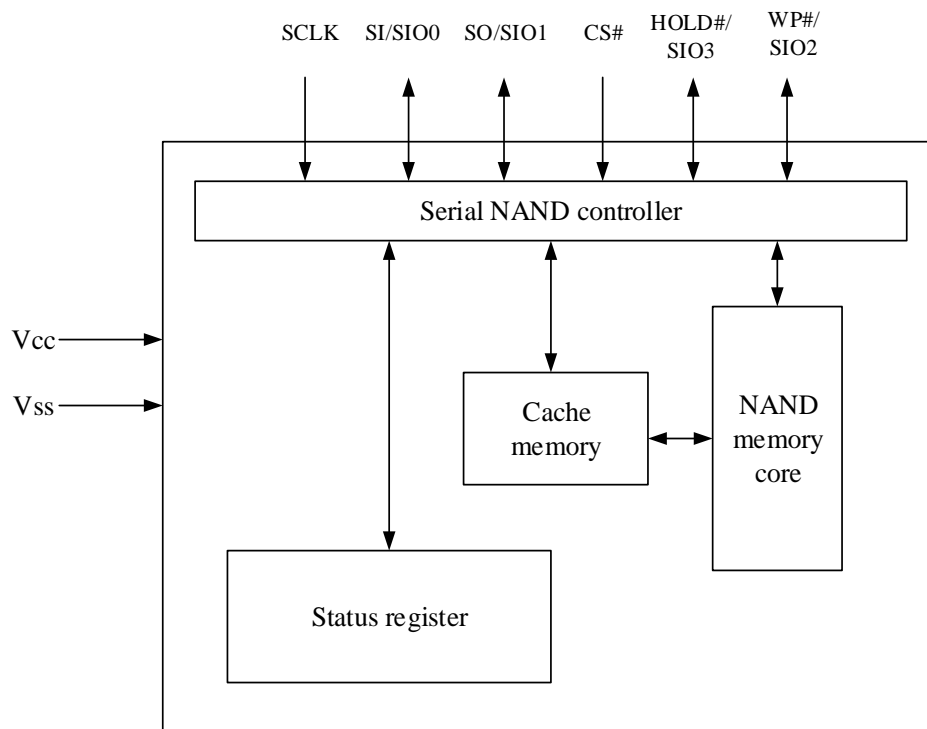 SCLK
SI/SIO0
SO/SIO1
CS#
HOLD#/
SIO3
WP#/
SIO2
Serial NAND controller
Vcc
Vss
Cache
memory
NAND
memory
core
Status register